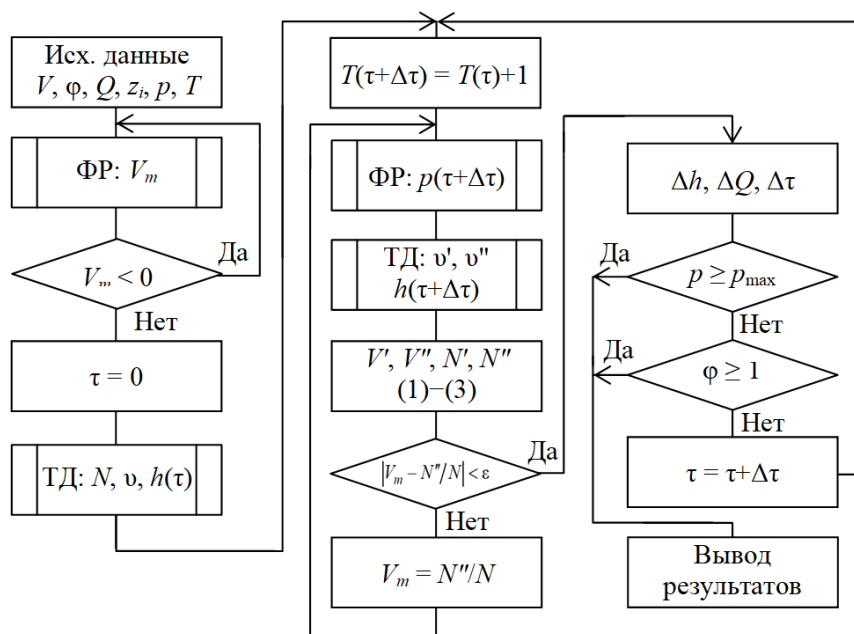 Исх. данные
V, φ, Q, zᵢ, p, T
ФР: Vₘ
Vₘ < 0
Да
Нет
τ = 0
ТД: N, υ, h(τ)
T(τ+Δτ) = T(τ)+1
ФР: p(τ+Δτ)
ТД: υ', υ''
h(τ+Δτ)
V', V'', N', N''
(1)−(3)
|Vₘ − N''/N| < ε
Да
Нет
Vₘ = N''/N
Δh, ΔQ, Δτ
Да
p ≥ pmax
Нет
Да
φ ≥ 1
Нет
τ = τ+Δτ
Вывод
результатов